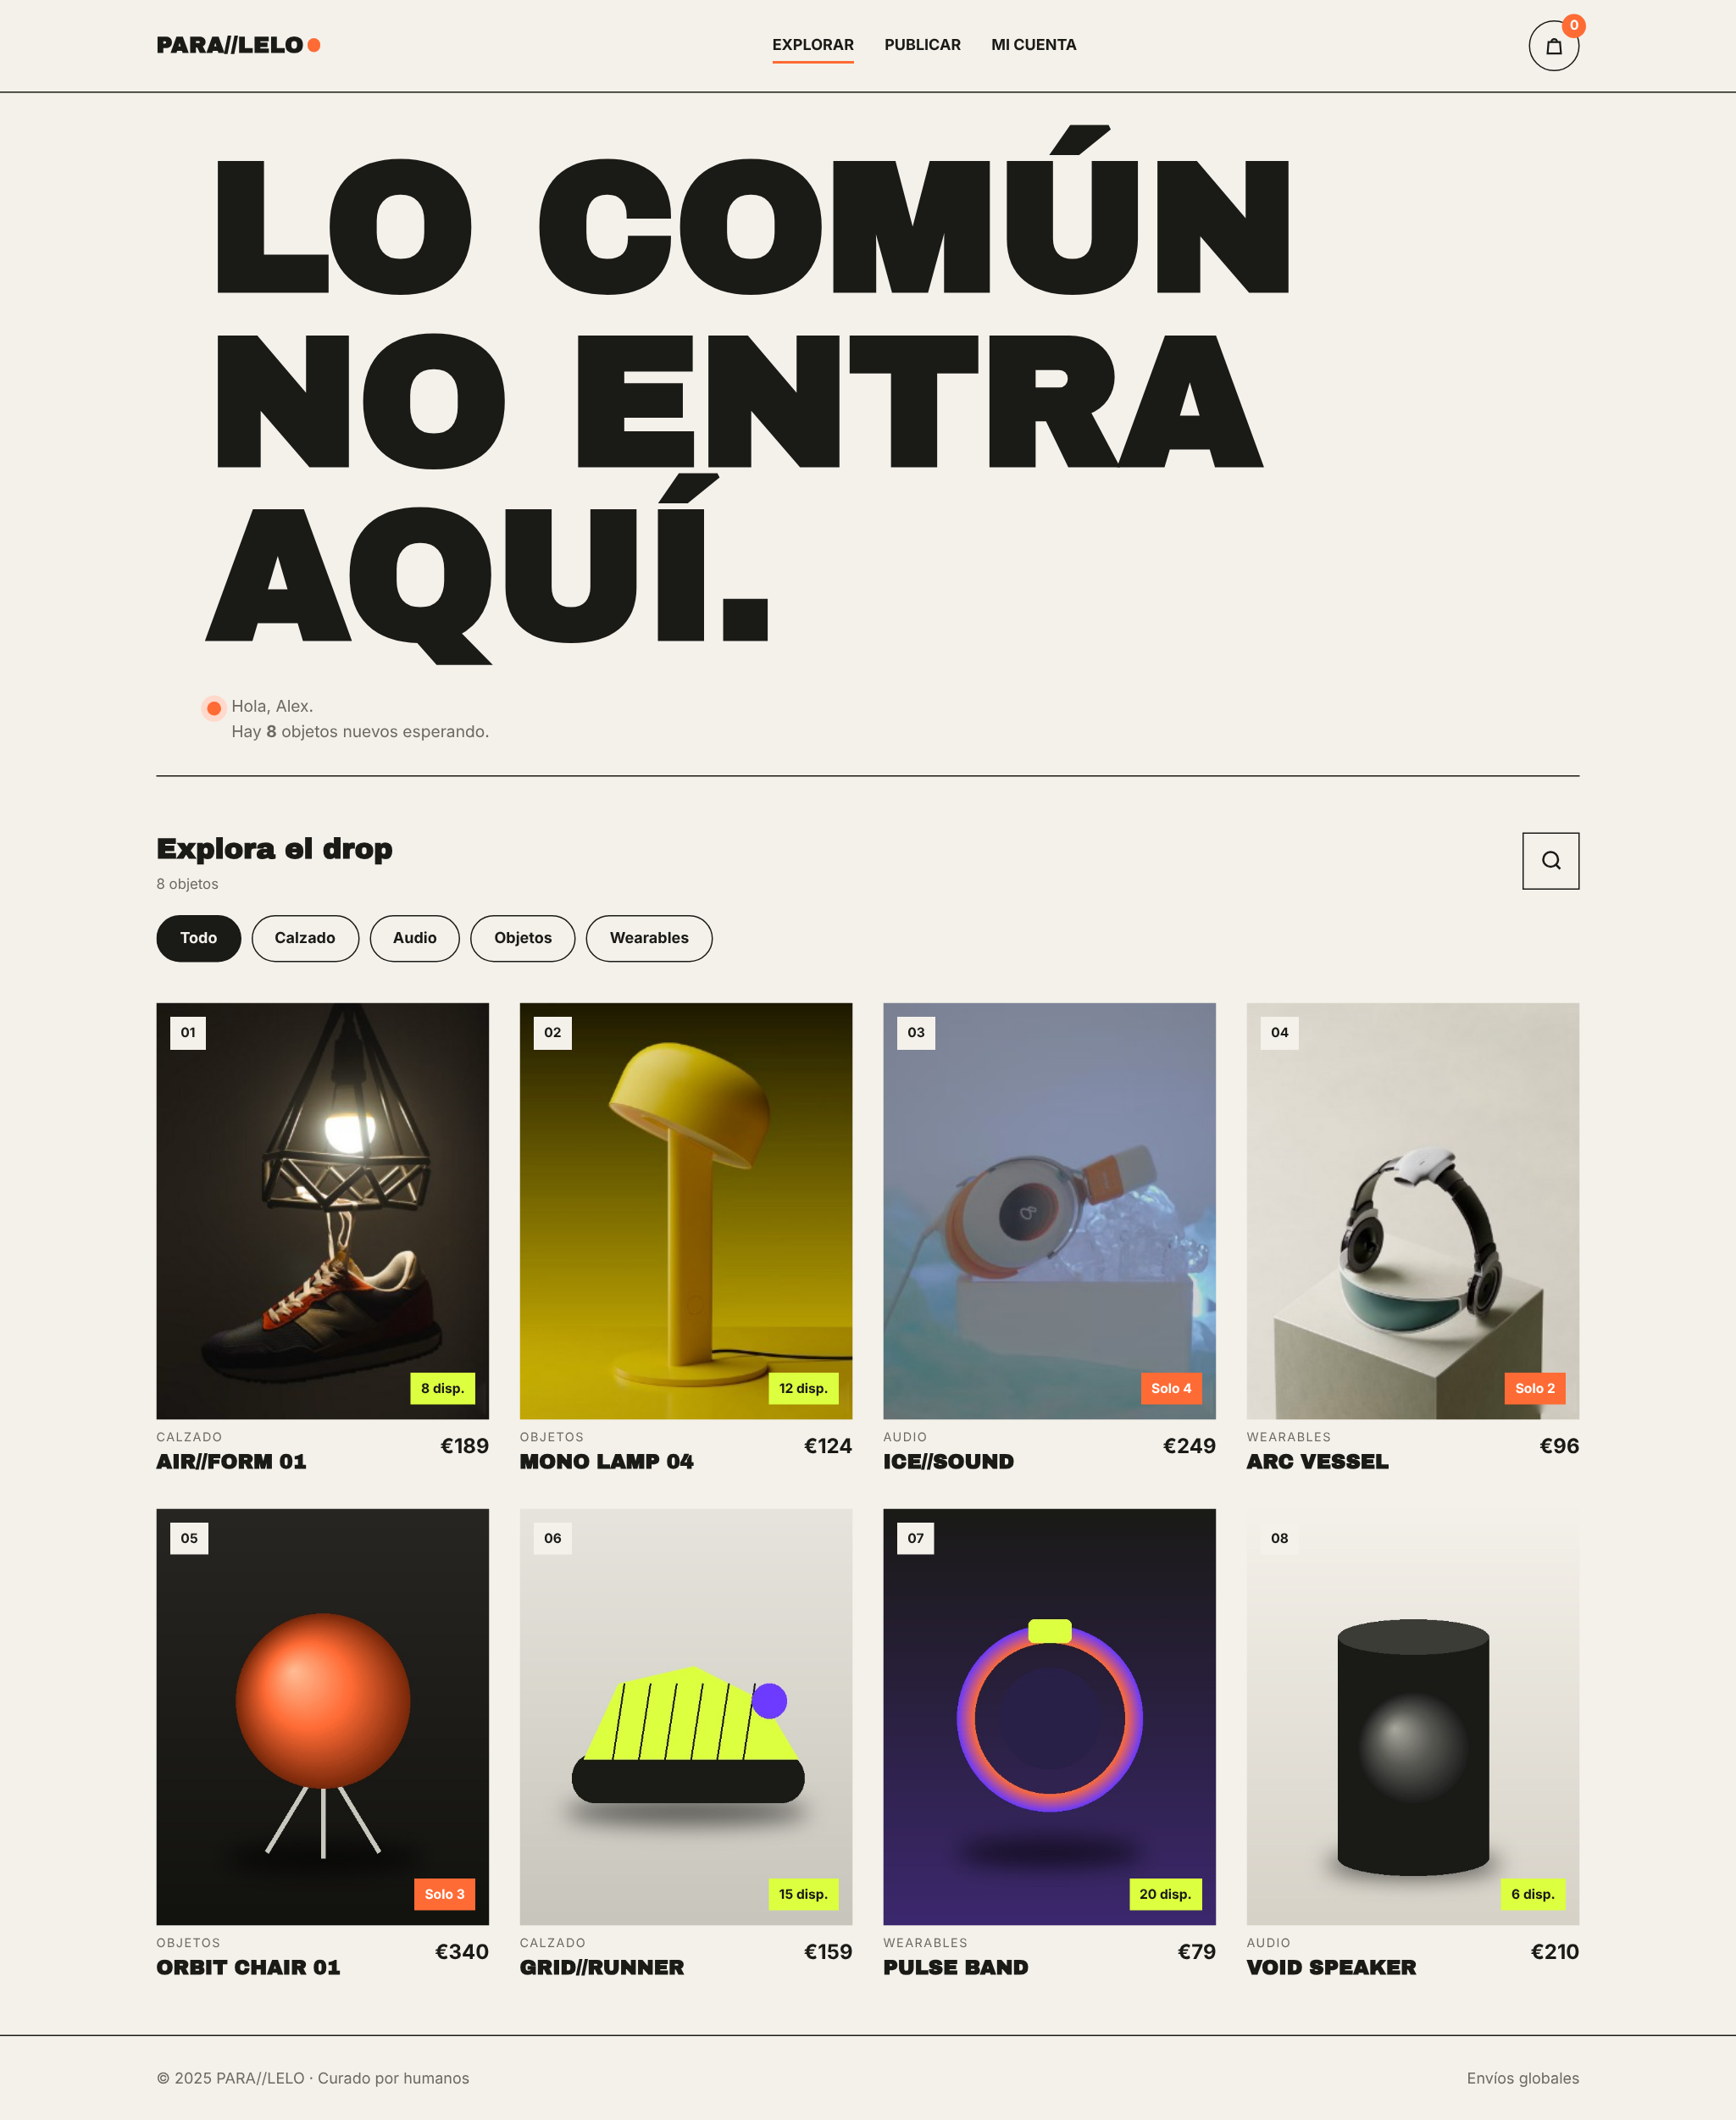 PARA//LELO
EXPLORAR PUBLICAR MI CUENTA
0
LO COMÚN
NO ENTRA
AQUÍ.
Hola, Alex.
Hay 8 objetos nuevos esperando.
Explora el drop
8 objetos
Todo Calzado Audio Objetos Wearables
01
8 disp.
CALZADO
AIR//FORM 01
€189
02
12 disp.
OBJETOS
MONO LAMP 04
€124
03
Solo 4
AUDIO
ICE//SOUND
€249
04
Solo 2
WEARABLES
ARC VESSEL
€96
05
Solo 3
OBJETOS
ORBIT CHAIR 01
€340
06
15 disp.
CALZADO
GRID//RUNNER
€159
07
20 disp.
WEARABLES
PULSE BAND
€79
08
6 disp.
AUDIO
VOID SPEAKER
€210
© 2025 PARA//LELO · Curado por humanos
Envíos globales